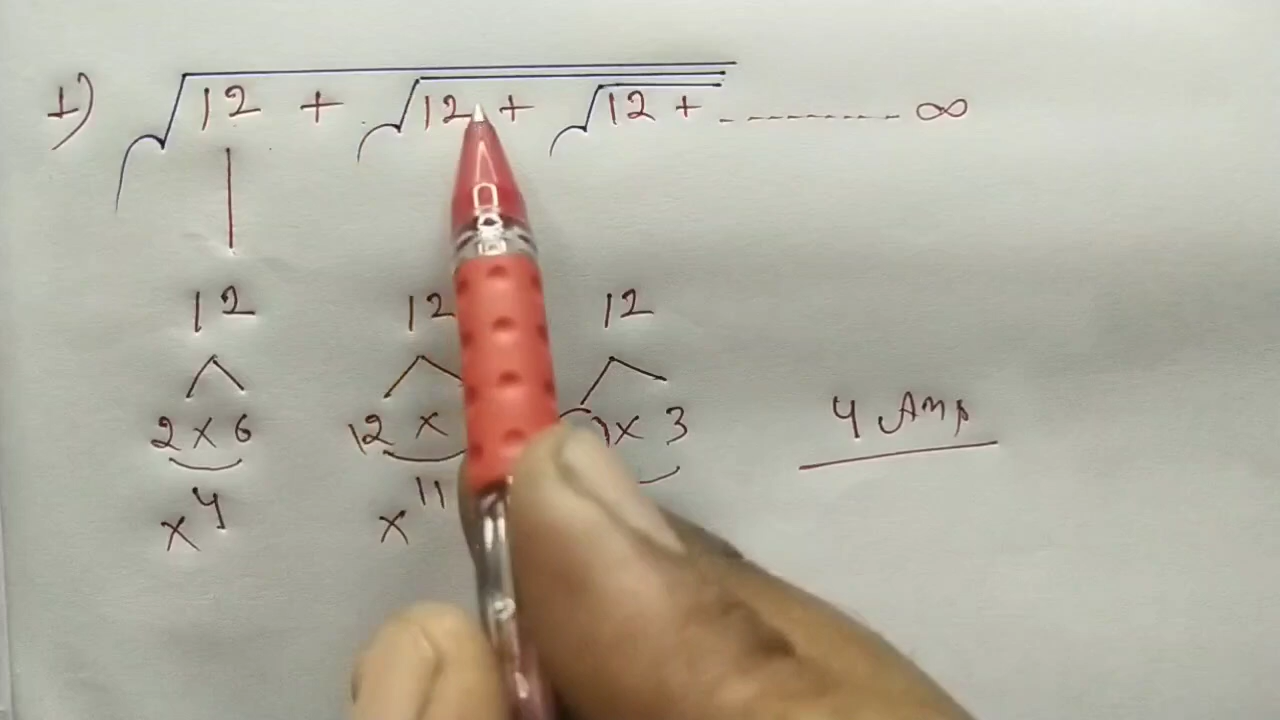 1) √12 + √12 + √12 + -------- ∞
12 12 12
2 x 6 12 x x 3 4 Ans
x 4 x 11